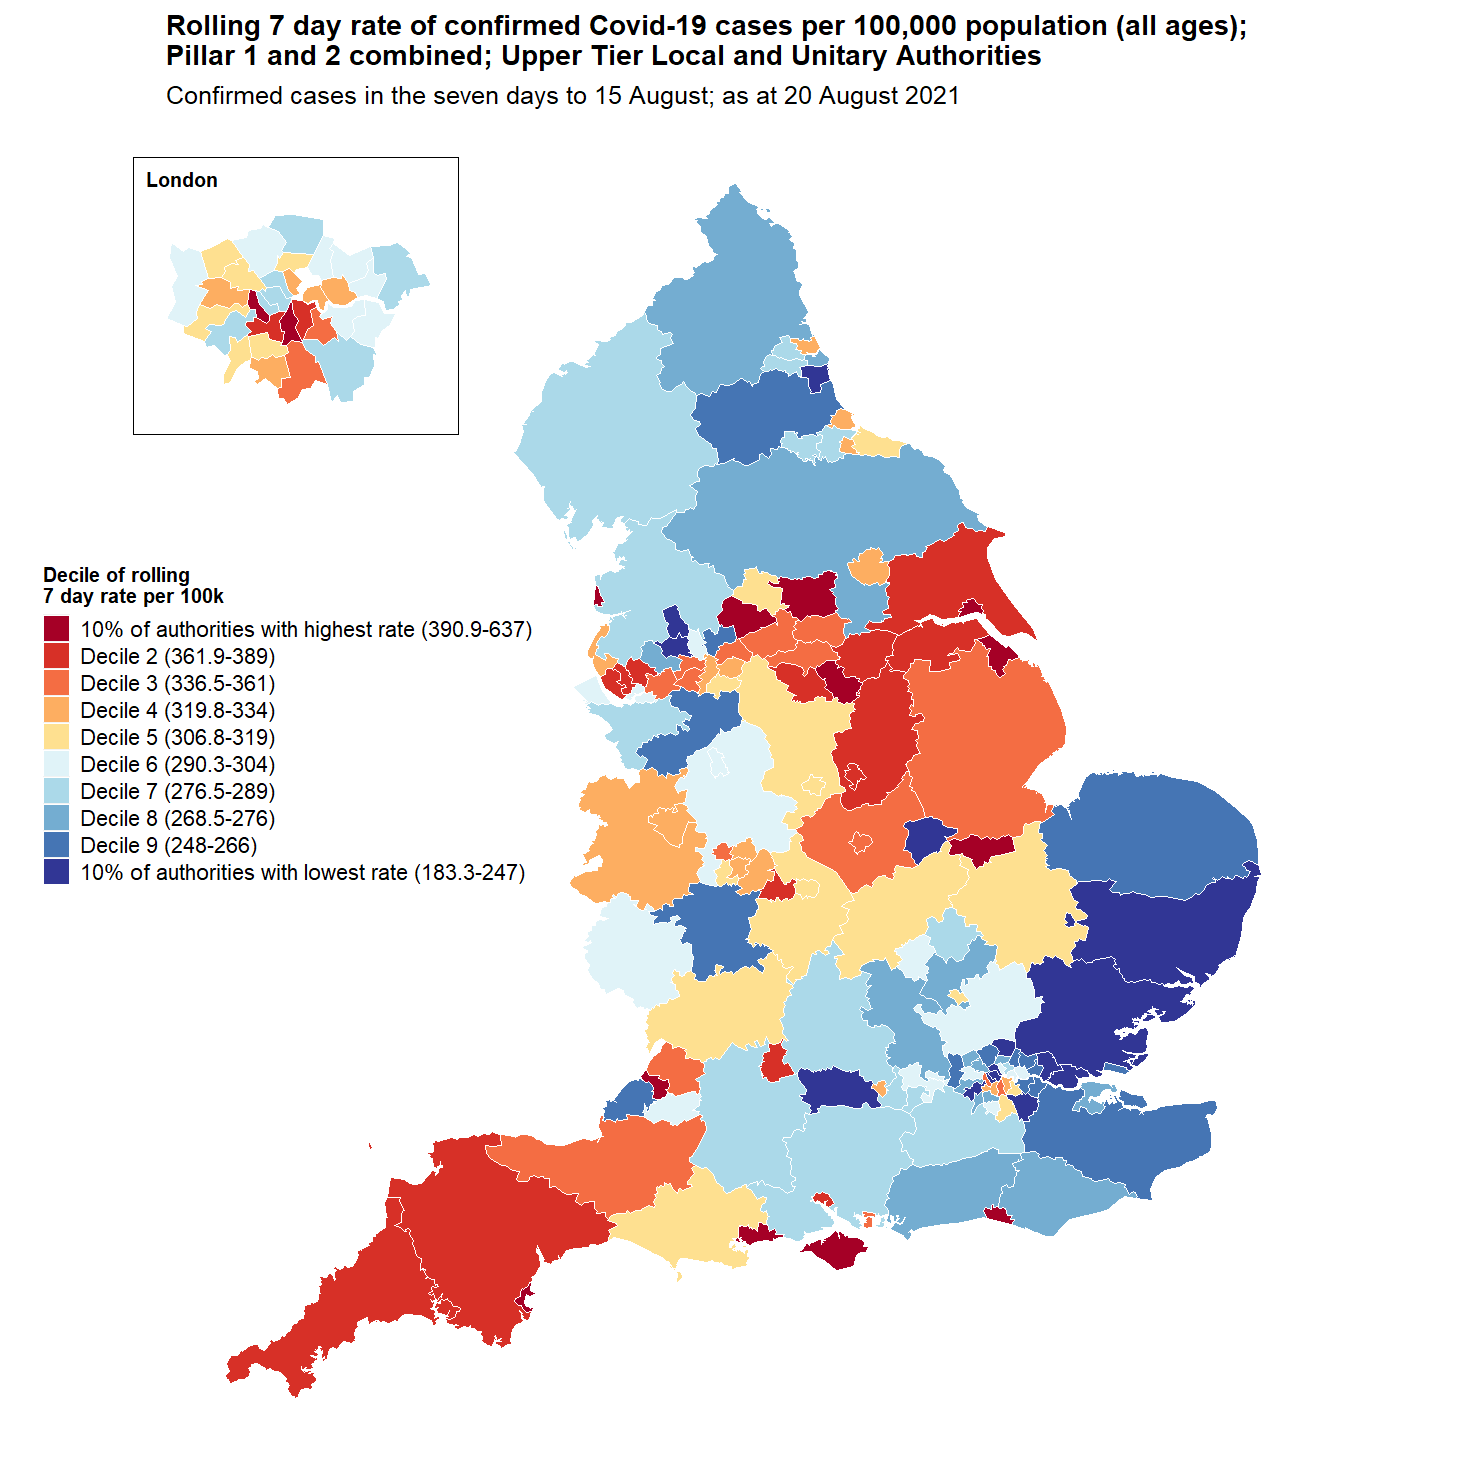 Rolling 7 day rate of confirmed Covid-19 cases per 100,000 population (all ages);
Pillar 1 and 2 combined; Upper Tier Local and Unitary Authorities
Confirmed cases in the seven days to 15 August; as at 20 August 2021
London
Decile of rolling
7 day rate per 100k
10% of authorities with highest rate (390.9-637)
Decile 2 (361.9-389)
Decile 3 (336.5-361)
Decile 4 (319.8-334)
Decile 5 (306.8-319)
Decile 6 (290.3-304)
Decile 7 (276.5-289)
Decile 8 (268.5-276)
Decile 9 (248-266)
10% of authorities with lowest rate (183.3-247)